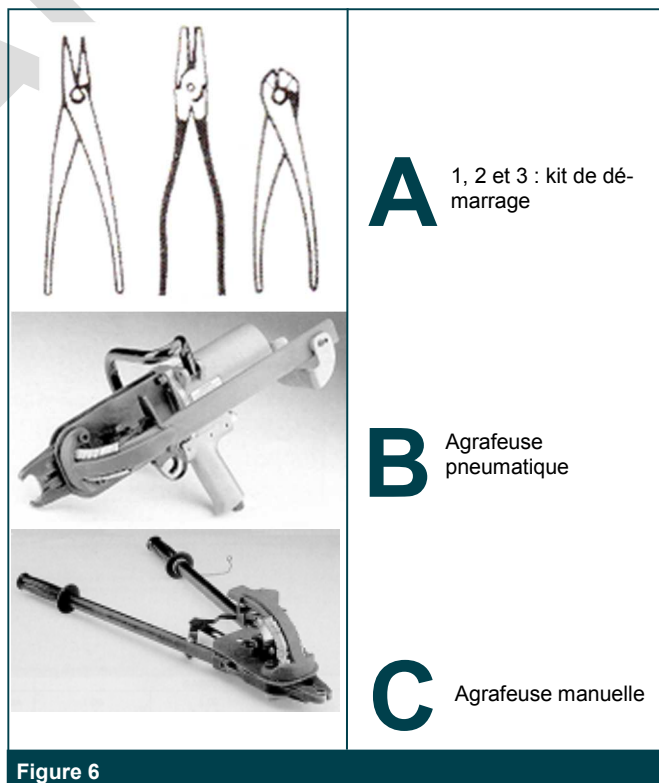 A
1, 2 et 3 : kit de dé-
marrage
B
Agrafeuse
pneumatique
C
Agrafeuse manuelle
Figure 6